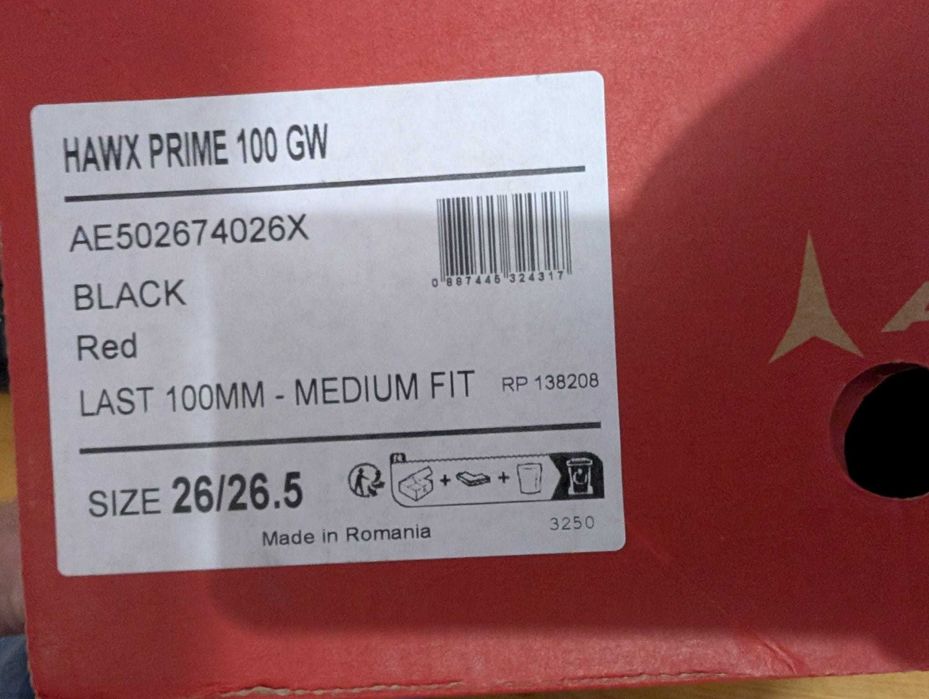 HAWX PRIME 100 GW
AE502674026X
0 887445 324317
BLACK
Red
LAST 100MM - MEDIUM FIT RP 138208
SIZE 26/26.5
FR
Made in Romania
3250